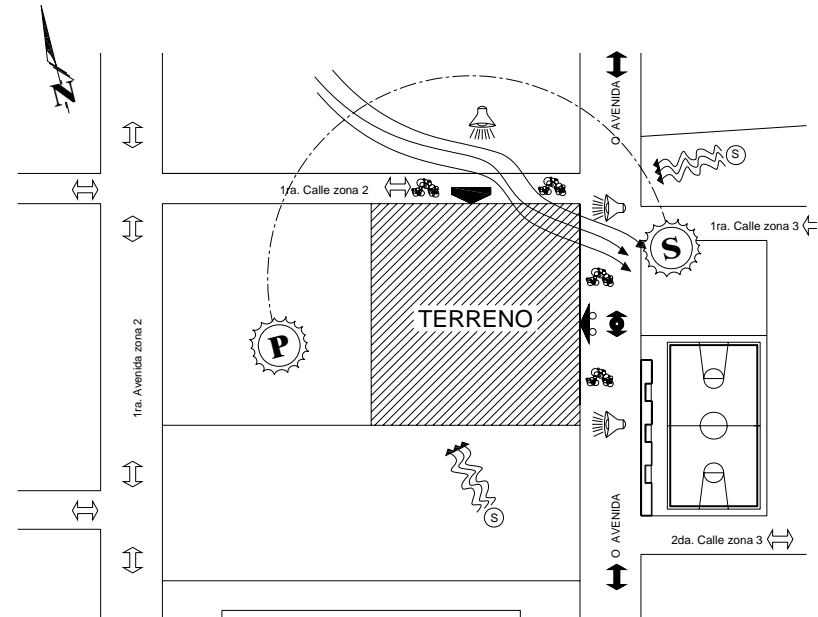 N
O AVENIDA
S
1ra. Calle zona 2
1ra. Calle zona 3
S
TERRENO
P
1ra. Avenida zona 2
S
O AVENIDA
2da. Calle zona 3